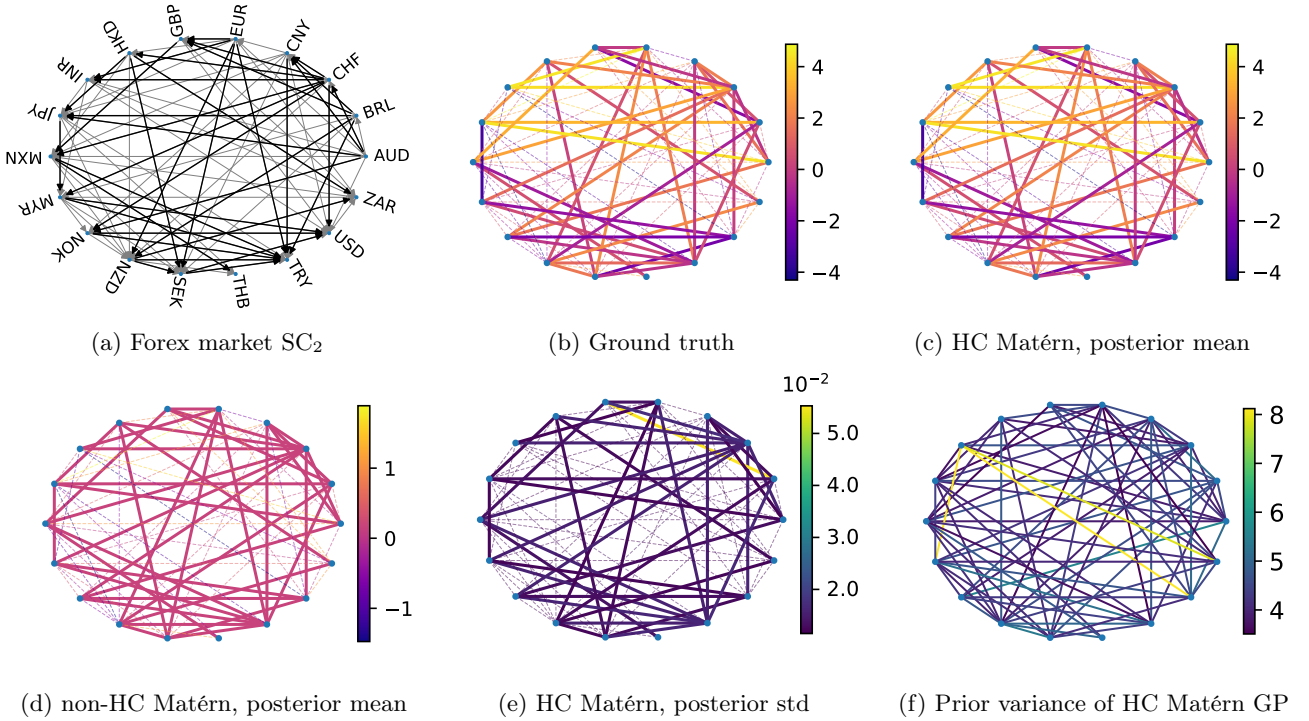 GBP
EUR
HKD
CNY
INR
CHF
JPY
BRL
MXN
AUD
MYR
ZAR
NOK
USD
NZD
SEK
THB
TRY
4
2
0
−2
−4
4
2
0
−2
−4
(a) Forex market SC₂
(b) Ground truth
(c) HC Matérn, posterior mean
1
0
−1
10⁻²
5.0
4.0
3.0
2.0
8
7
6
5
4
(d) non-HC Matérn, posterior mean
(e) HC Matérn, posterior std
(f) Prior variance of HC Matérn GP